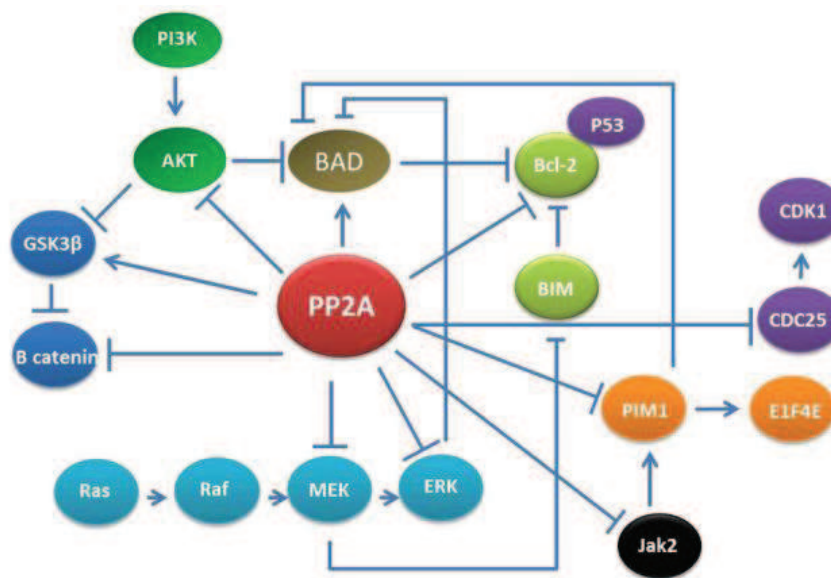 PI3K
P53
AKT
BAD
Bcl-2
CDK1
GSK3β
PP2A
BIM
CDC25
B catenin
PIM1
E1F4E
Ras
Raf
MEK
ERK
Jak2